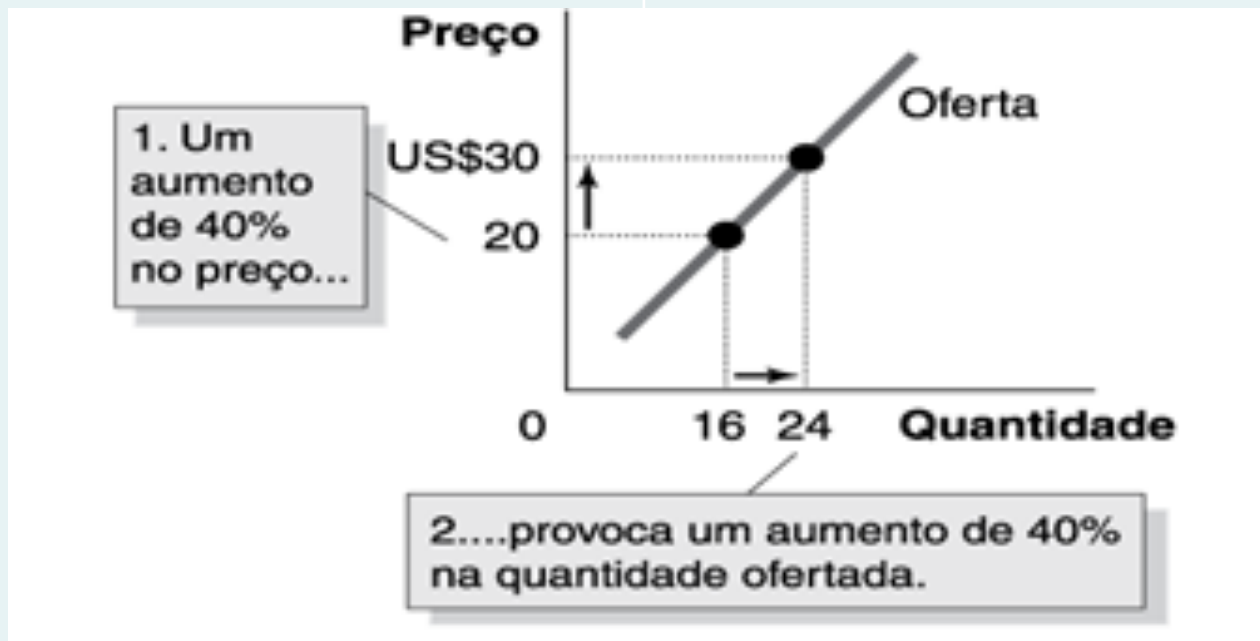 Preço
1. Um
aumento
de 40%
no preço...
US$30
20
Oferta
0
16
24
Quantidade
2....provoca um aumento de 40%
na quantidade ofertada.